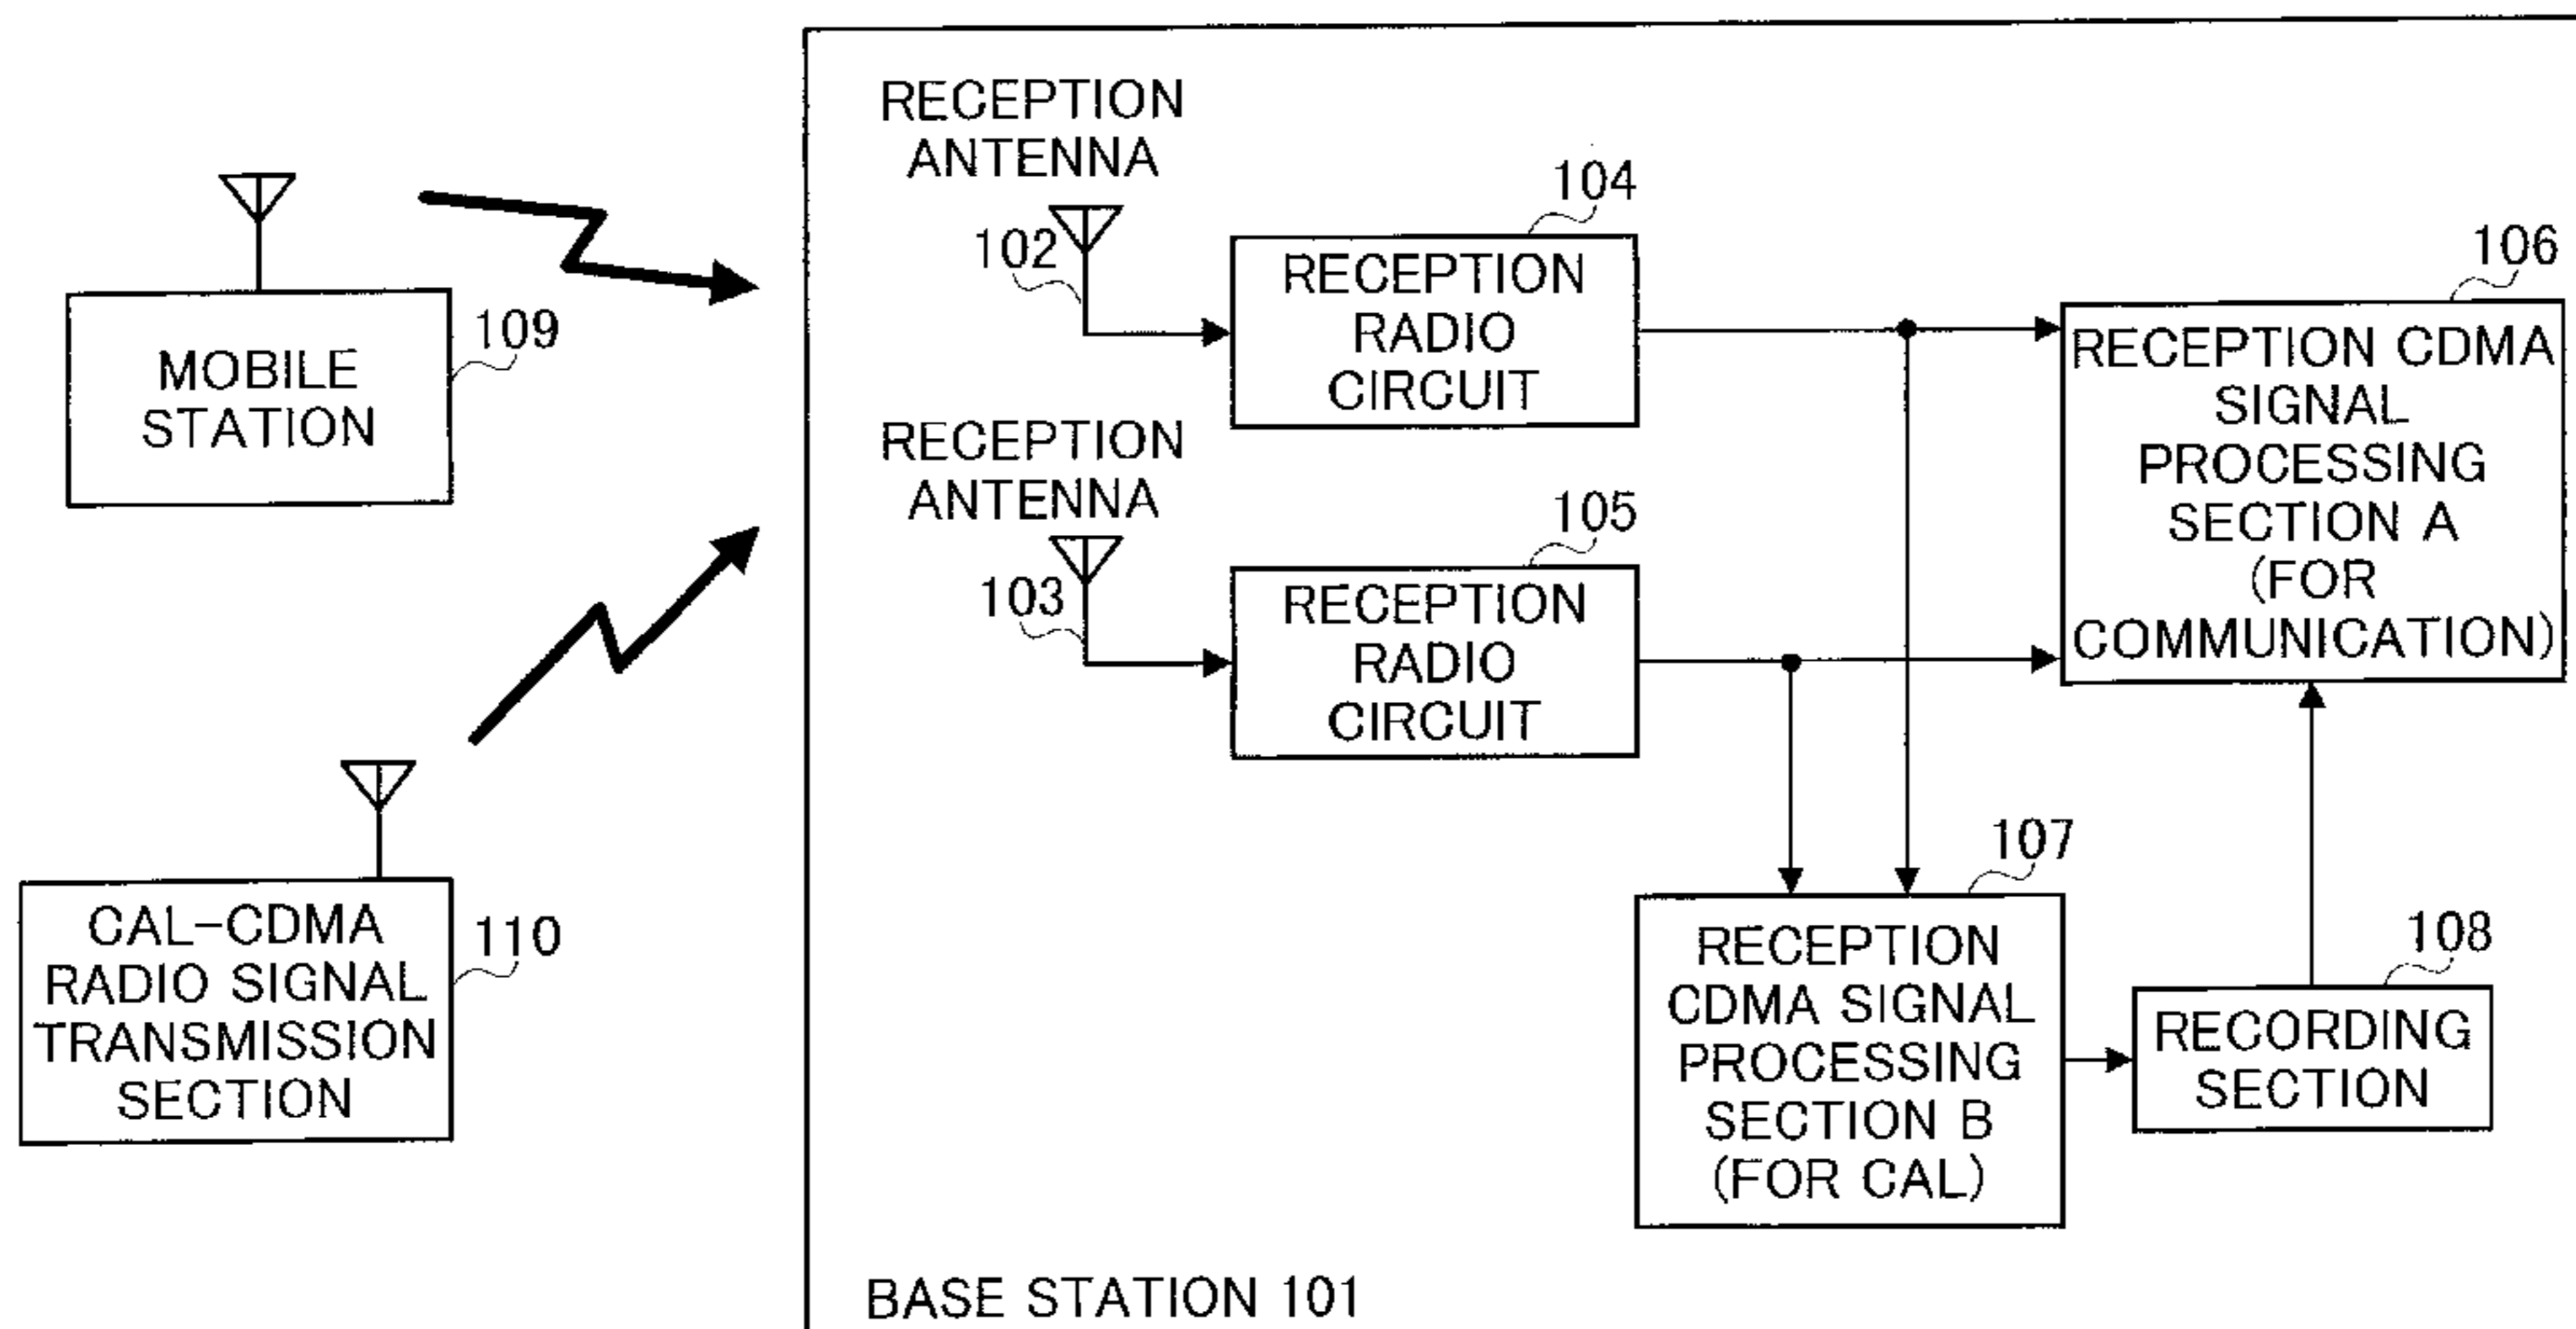 RECEPTION
ANTENNA
102
104
RECEPTION
RADIO
CIRCUIT
106
RECEPTION CDMA
SIGNAL
PROCESSING
SECTION A
(FOR
COMMUNICATION)
109
MOBILE
STATION
RECEPTION
ANTENNA
103
105
RECEPTION
RADIO
CIRCUIT
110
CAL-CDMA
RADIO SIGNAL
TRANSMISSION
SECTION
107
RECEPTION
CDMA SIGNAL
PROCESSING
SECTION B
(FOR CAL)
108
RECORDING
SECTION
BASE STATION 101